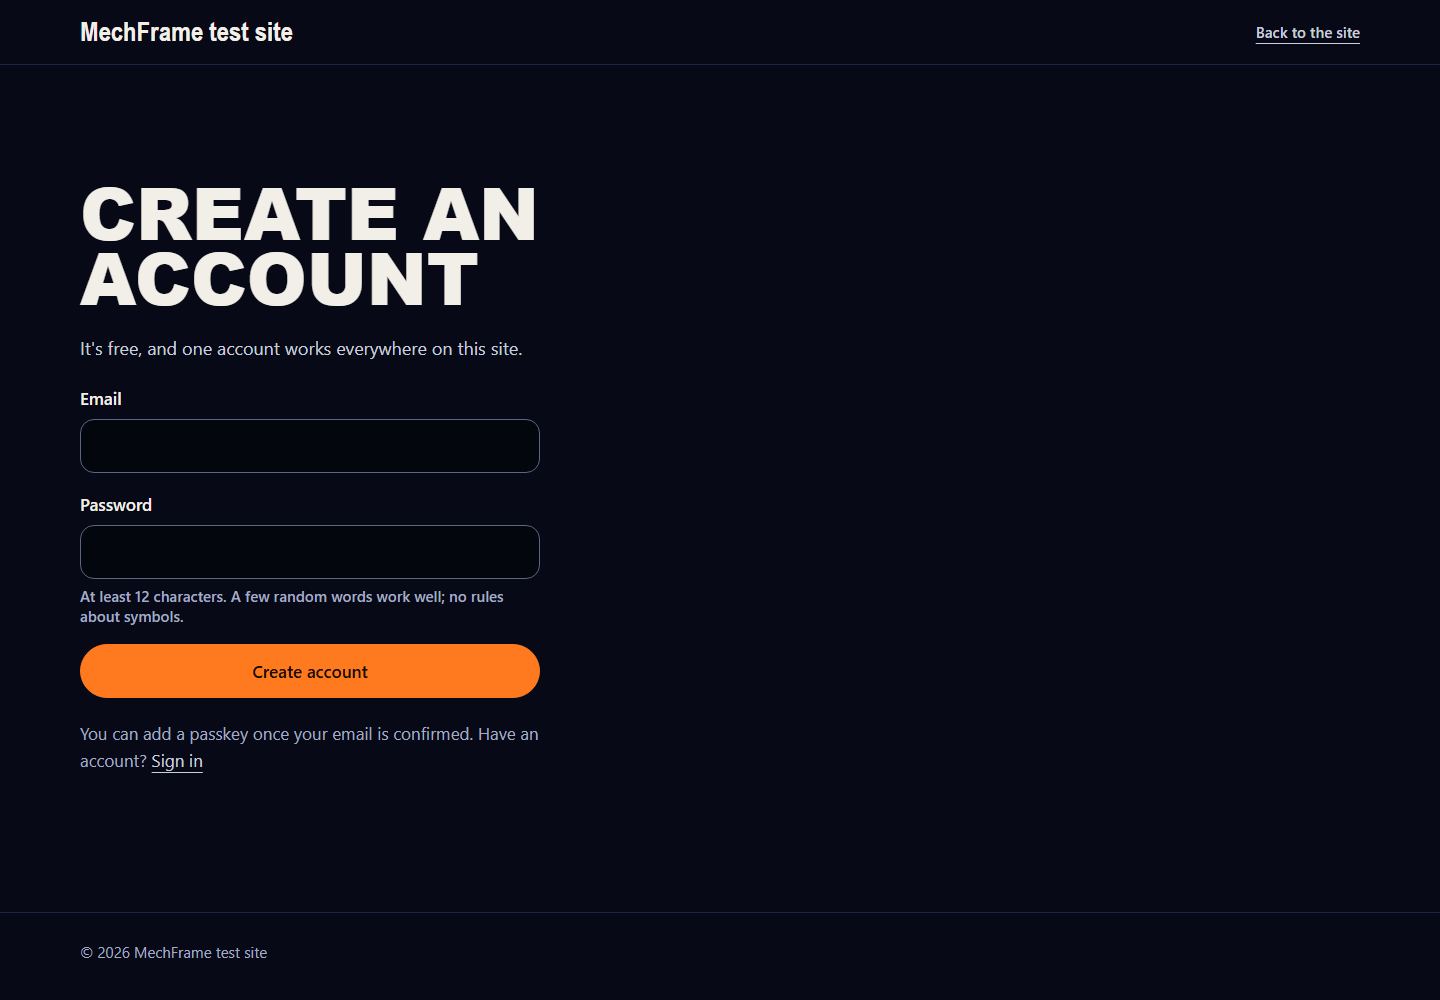 MechFrame test site
Back to the site
CREATE AN
ACCOUNT
It's free, and one account works everywhere on this site.
Email
Password
At least 12 characters. A few random words work well; no rules
about symbols.
Create account
You can add a passkey once your email is confirmed. Have an
account? Sign in
© 2026 MechFrame test site